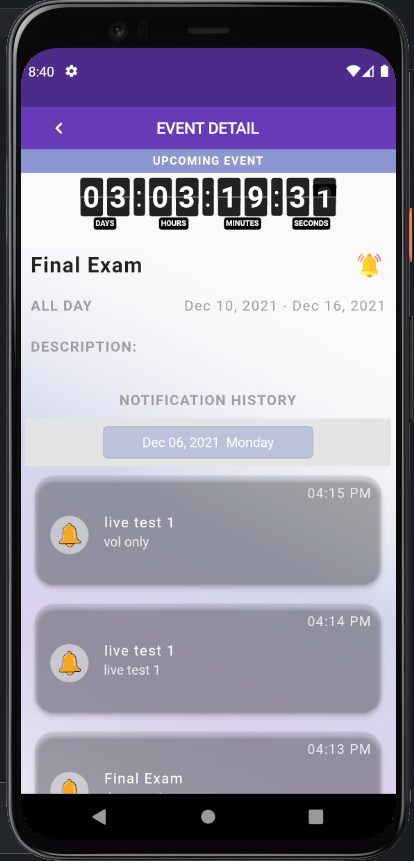 8:40
EVENT DETAIL
UPCOMING EVENT
03:03:19:31
DAYS HOURS MINUTES SECONDS
Final Exam
ALL DAY Dec 10, 2021 - Dec 16, 2021
DESCRIPTION:
NOTIFICATION HISTORY
Dec 06, 2021 Monday
04:15 PM
live test 1
vol only
04:14 PM
live test 1
live test 1
04:13 PM
Final Exam